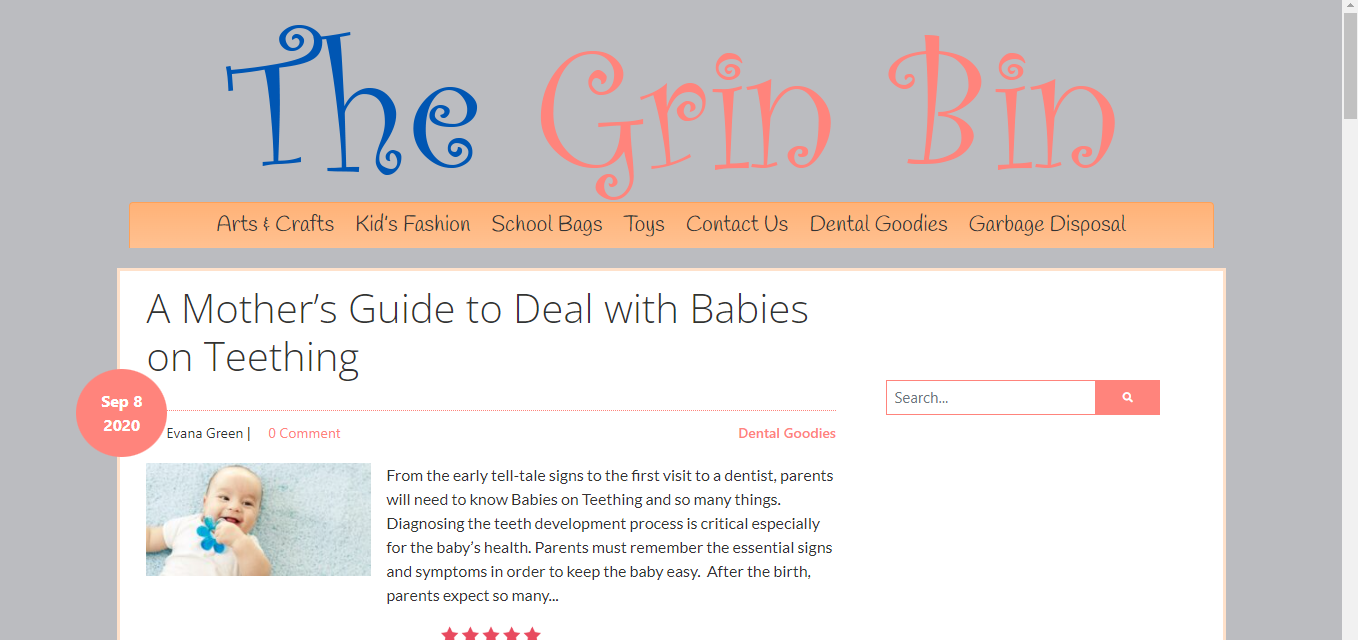 The Grin Bin
Arts & Crafts Kid's Fashion School Bags Toys Contact Us Dental Goodies Garbage Disposal
A Mother's Guide to Deal with Babies
on Teething
Sep 8
2020
Evana Green | 0 Comment Dental Goodies
Search...
From the early tell-tale signs to the first visit to a dentist, parents
will need to know Babies on Teething and so many things.
Diagnosing the teeth development process is critical especially
for the baby's health. Parents must remember the essential signs
and symptoms in order to keep the baby easy.  After the birth,
parents expect so many...